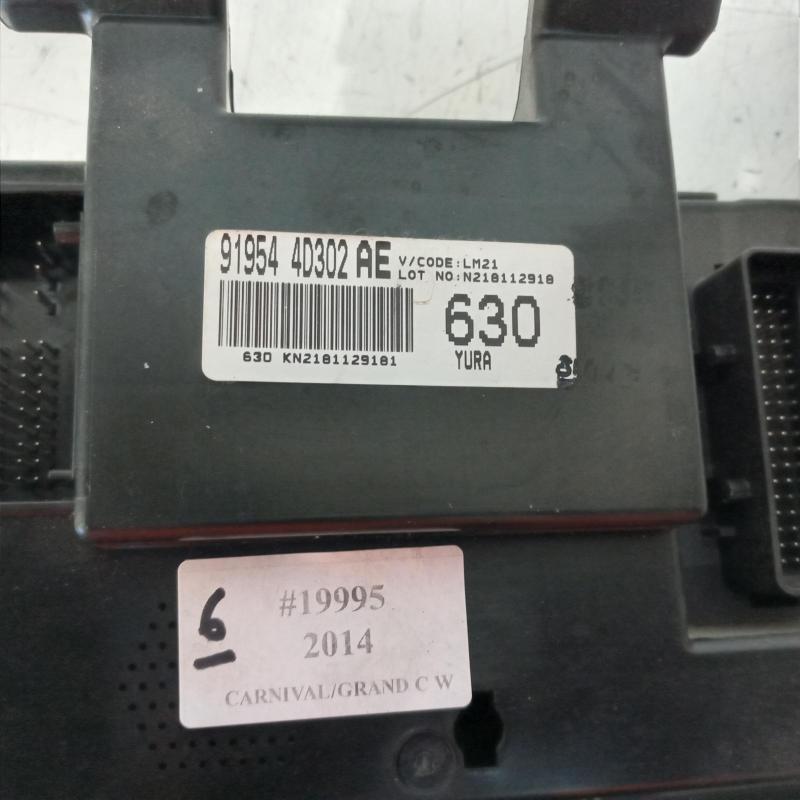 91954 4D302 AE V/CODE:LM21
LOT NO:N218112918
630
630 KN2181129181
YURA
6
#19995
2014
CARNIVAL/GRAND C W